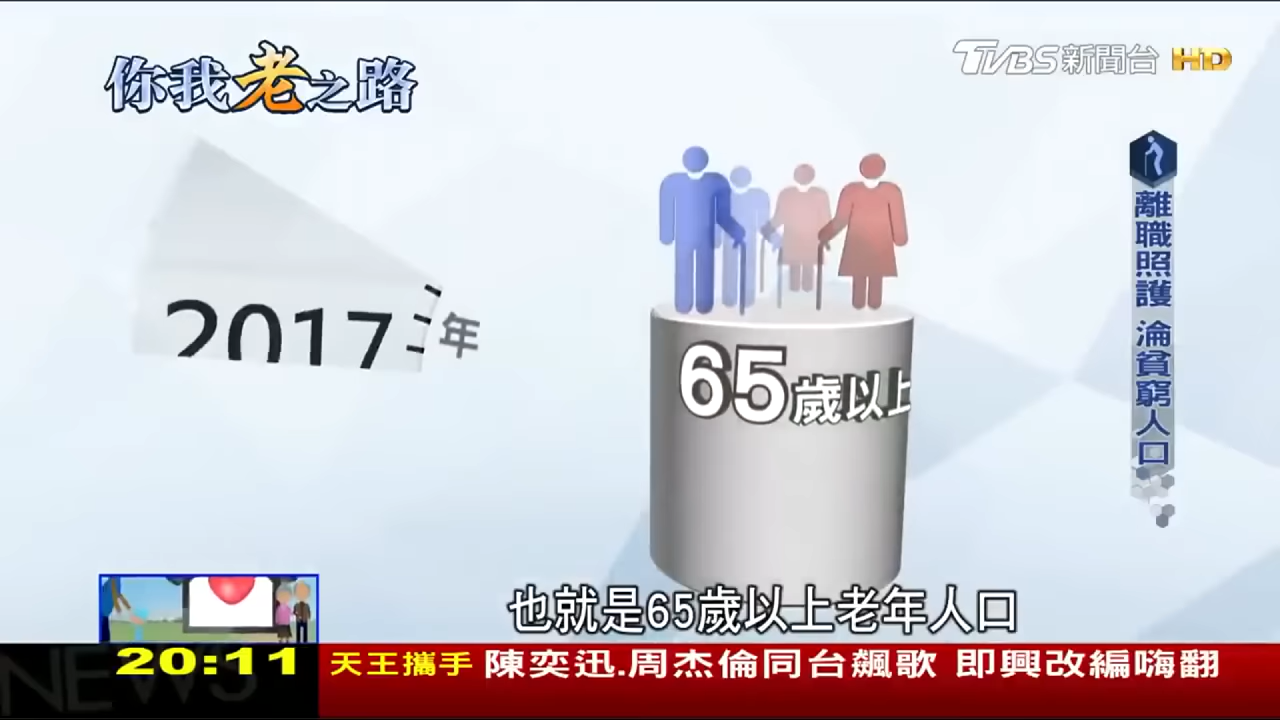 你我老之路
TVBS新聞台 HD
離職照護 淪貧窮人口
2017
年
65歲以上
也就是65歲以上老年人口
NEWS
20:11
天王攜手 陳奕迅.周杰倫同台飆歌 即興改編嗨翻